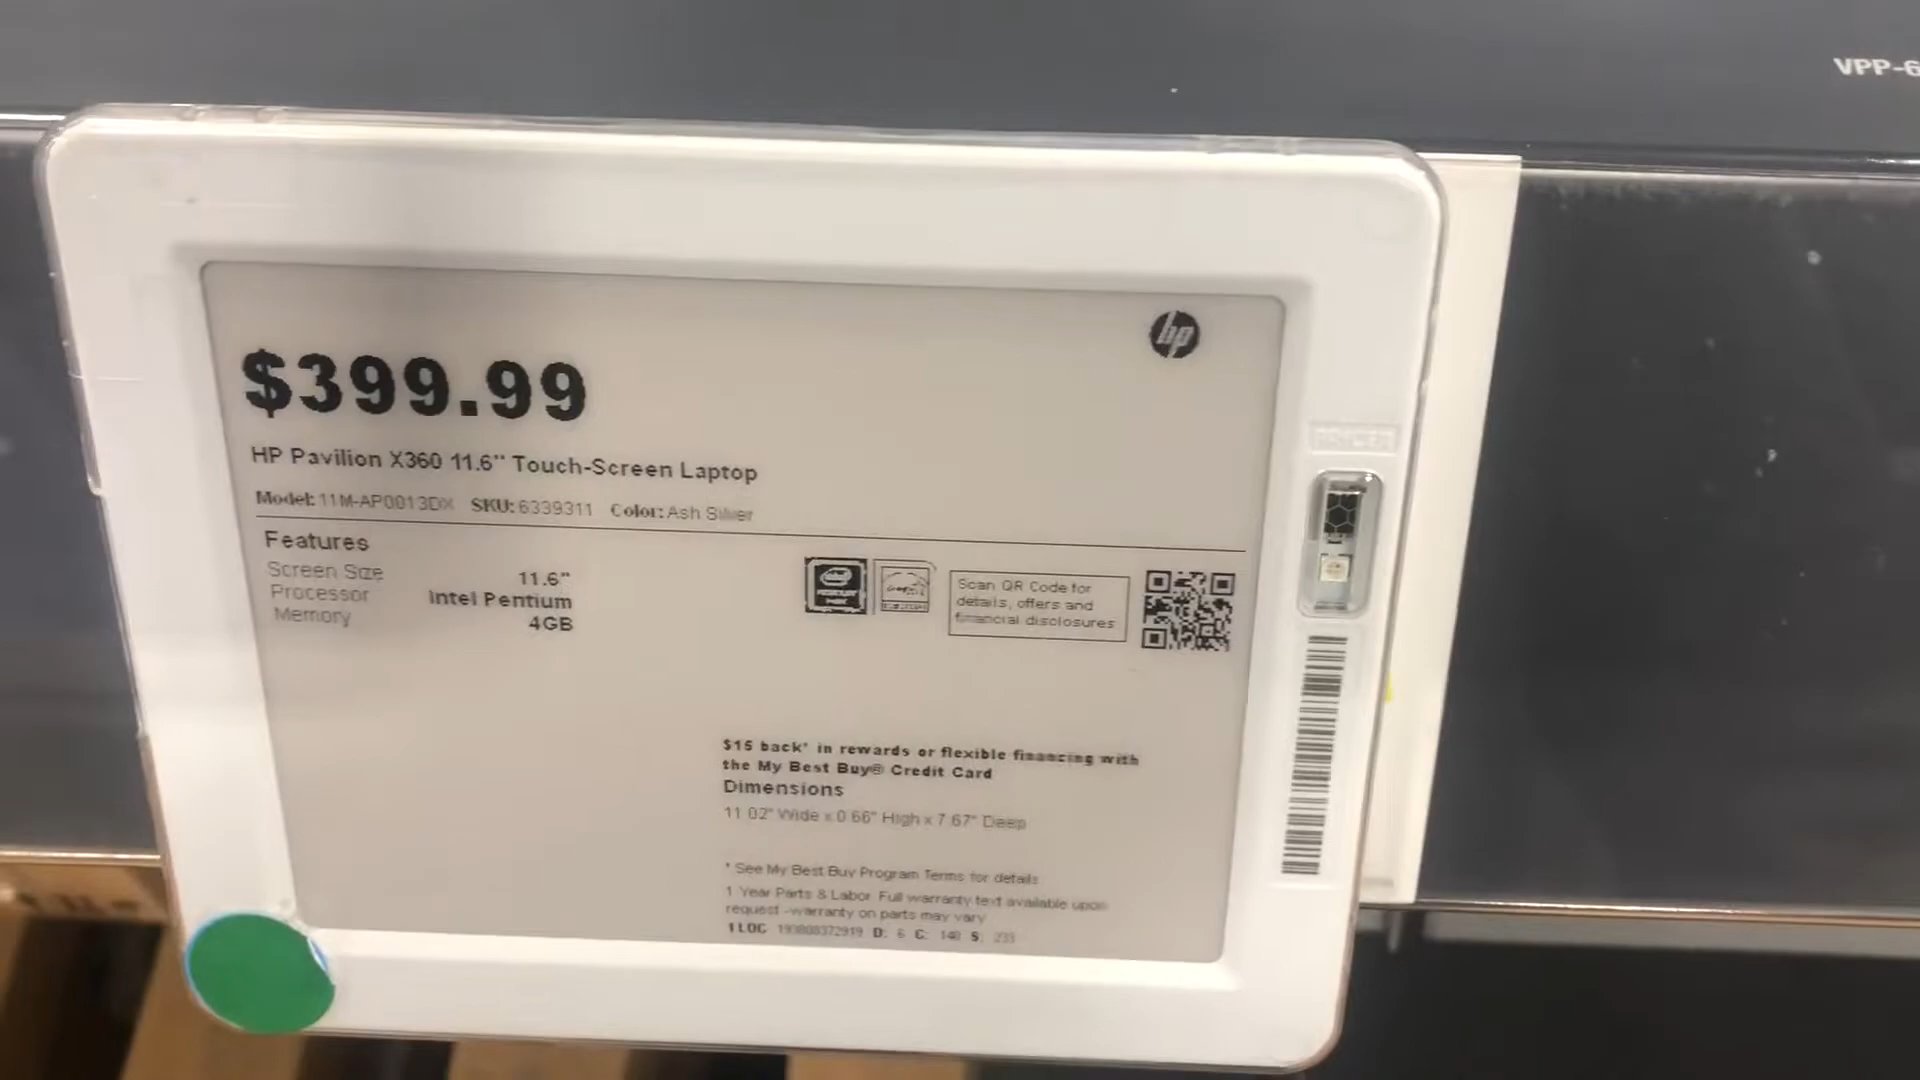 VPP-6
hp
$399.99
HP Pavilion X360 11.6" Touch-Screen Laptop
Model: 11M-AP0013DX SKU: 6339311 Color: Ash Silver
Features
Screen Size 11.6"
Processor Intel Pentium
Memory 4GB
intel
Scan QR Code for
details, offers and
financial disclosures
$15 back* in rewards or flexible financing with
the My Best Buy® Credit Card
Dimensions
11.02" Wide x 0.66" High x 7.67" Deep
* See My Best Buy Program Terms for details
1 Year Parts & Labor. Full warranty text available upon
request -warranty on parts may vary
1 LOC 193808372919 D: 6 C: 140 S: 233